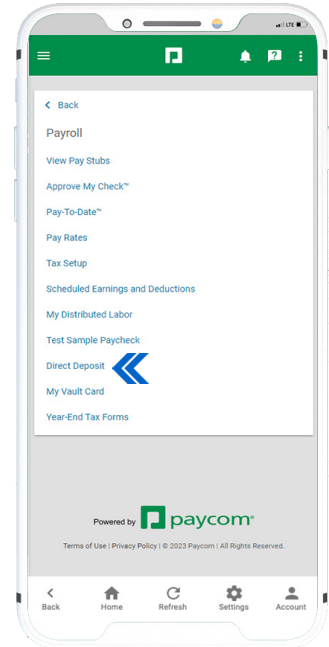 LTE
Back
Payroll
View Pay Stubs
Approve My Check™
Pay-To-Date™
Pay Rates
Tax Setup
Scheduled Earnings and Deductions
My Distributed Labor
Test Sample Paycheck
Direct Deposit
My Vault Card
Year-End Tax Forms
Powered by paycom®
Terms of Use | Privacy Policy | © 2023 Paycom | All Rights Reserved.
Back Home Refresh Settings Account